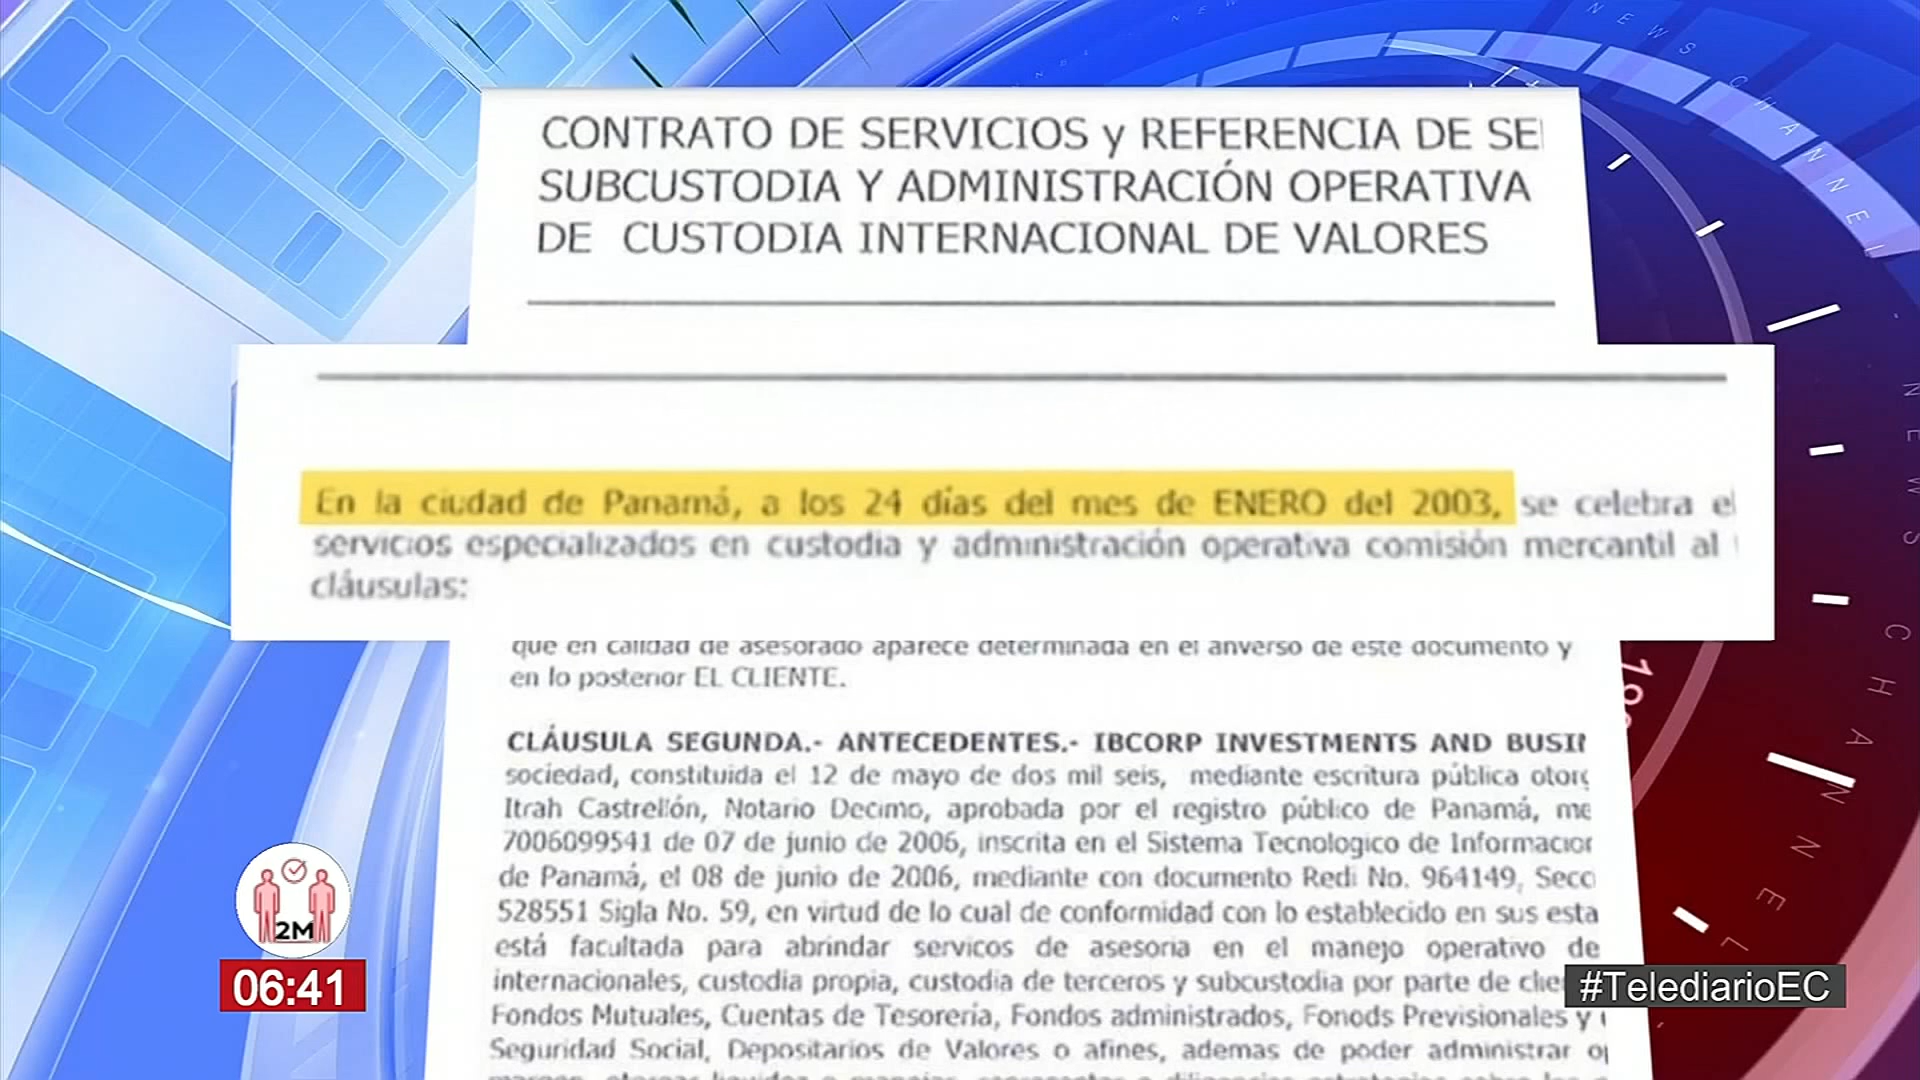 CONTRATO DE SERVICIOS y REFERENCIA DE SE
SUBCUSTODIA Y ADMINISTRACIÓN OPERATIVA
DE CUSTODIA INTERNACIONAL DE VALORES
En la ciudad de Panamá, a los 24 días del mes de ENERO del 2003, se celebra el
servicios especializados en custodia y administración operativa comisión mercantil al
cláusulas:
que en calidad de asesorado aparece determinada en el anverso de este documento y
en lo posterior EL CLIENTE.
CLÁUSULA SEGUNDA.- ANTECEDENTES.- IBCORP INVESTMENTS AND BUSI
sociedad, constituida el 12 de mayo de dos mil seis, mediante escritura pública otorg
Itrah Castrellón, Notario Decimo, aprobada por el registro público de Panamá, me
7006099541 de 07 de junio de 2006, inscrita en el Sistema Tecnologico de Informacion
de Panamá, el 08 de junio de 2006, mediante con documento Redi No. 964149, Secc
528551 Sigla No. 59, en virtud de lo cual de conformidad con lo establecido en sus esta
está facultada para abrindar servicos de asesoria en el manejo operativo de
internacionales, custodia propia, custodia de terceros y subcustodia por parte de clie
Fondos Mutuales, Cuentas de Tesorería, Fondos administrados, Fonods Previsionales y
Seguridad Social, Depositarios de Valores o afines, ademas de poder administrar o
2M
06:41
#TelediarioEC
NEWS CHANNEL
NEWS CHANNEL